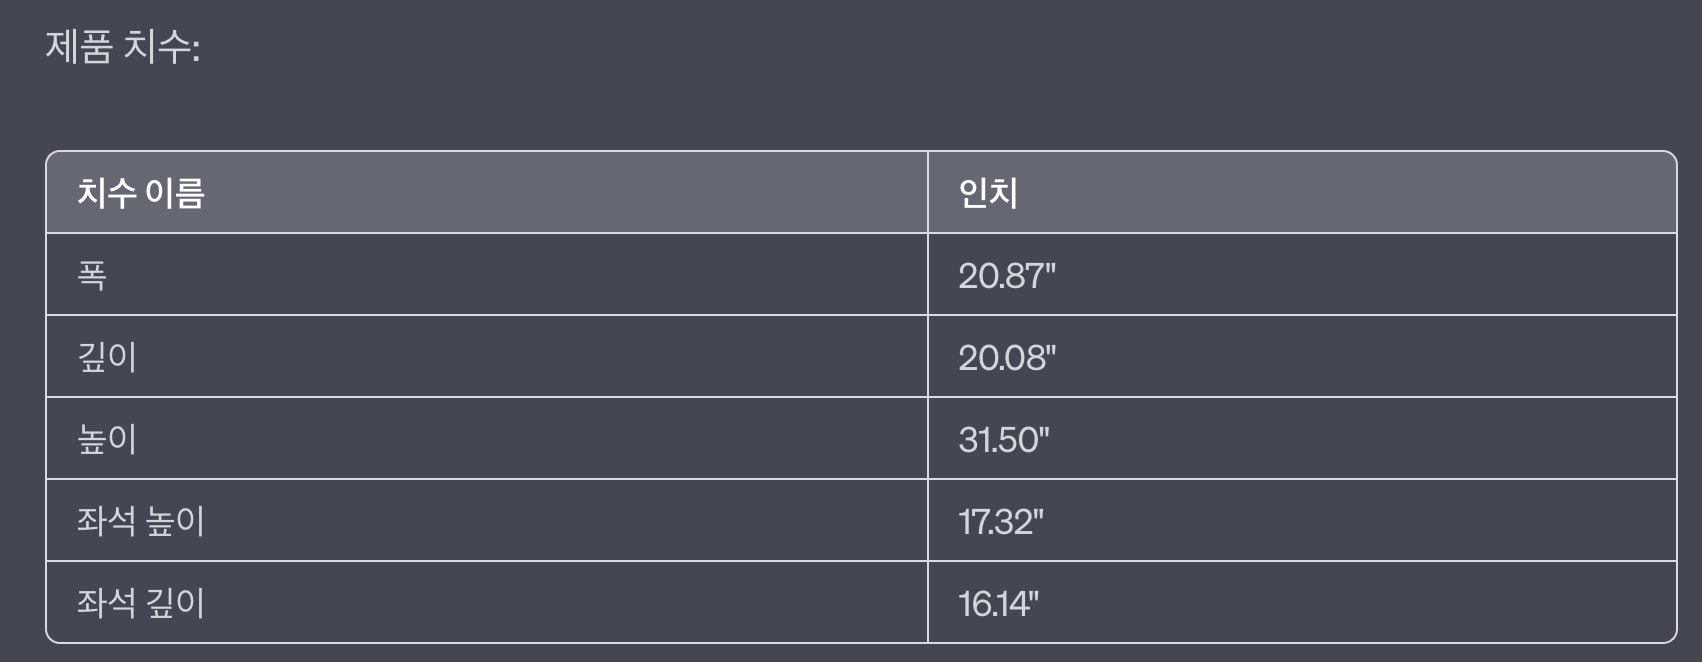 제품 치수:
치수 이름 인치
폭 20.87"
깊이 20.08"
높이 31.50"
좌석 높이 17.32"
좌석 깊이 16.14"